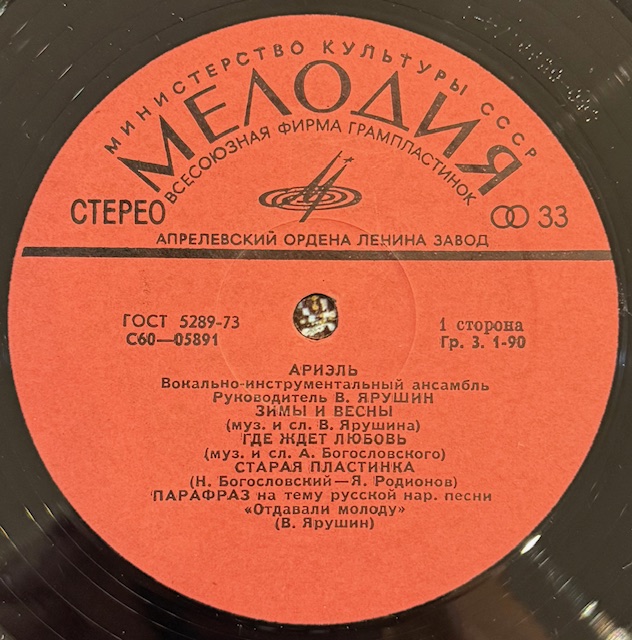 МИНИСТЕРСТВО КУЛЬТУРЫ СССР
МЕЛОДИЯ
ВСЕСОЮЗНАЯ ФИРМА ГРАМПЛАСТИНОК
СТЕРЕО
33
АПРЕЛЕВСКИЙ ОРДЕНА ЛЕНИНА ЗАВОД
ГОСТ 5289-73
С60—05891
1 сторона
Гр. 3. 1-90
АРИЭЛЬ
Вокально-инструментальный ансамбль
Руководитель В. ЯРУШИН
ЗИМЫ И ВЕСНЫ
(муз. и сл. В. Ярушина)
ГДЕ ЖДЕТ ЛЮБОВЬ
(муз. и сл. А. Богословского)
СТАРАЯ ПЛАСТИНКА
(Н. Богословский—Я. Родионов)
ПАРАФРАЗ на тему русской нар. песни
«Отдавали молоду»
(В. Ярушин)